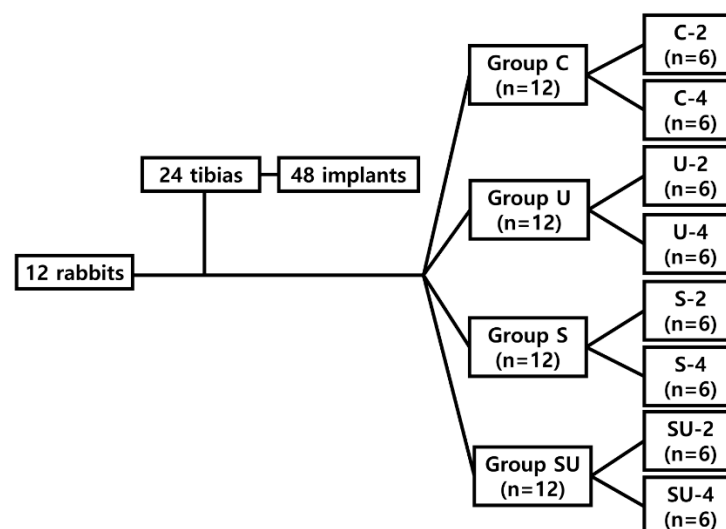 12 rabbits
24 tibias
48 implants
Group C
(n=12)
C-2
(n=6)
C-4
(n=6)
Group U
(n=12)
U-2
(n=6)
U-4
(n=6)
Group S
(n=12)
S-2
(n=6)
S-4
(n=6)
Group SU
(n=12)
SU-2
(n=6)
SU-4
(n=6)